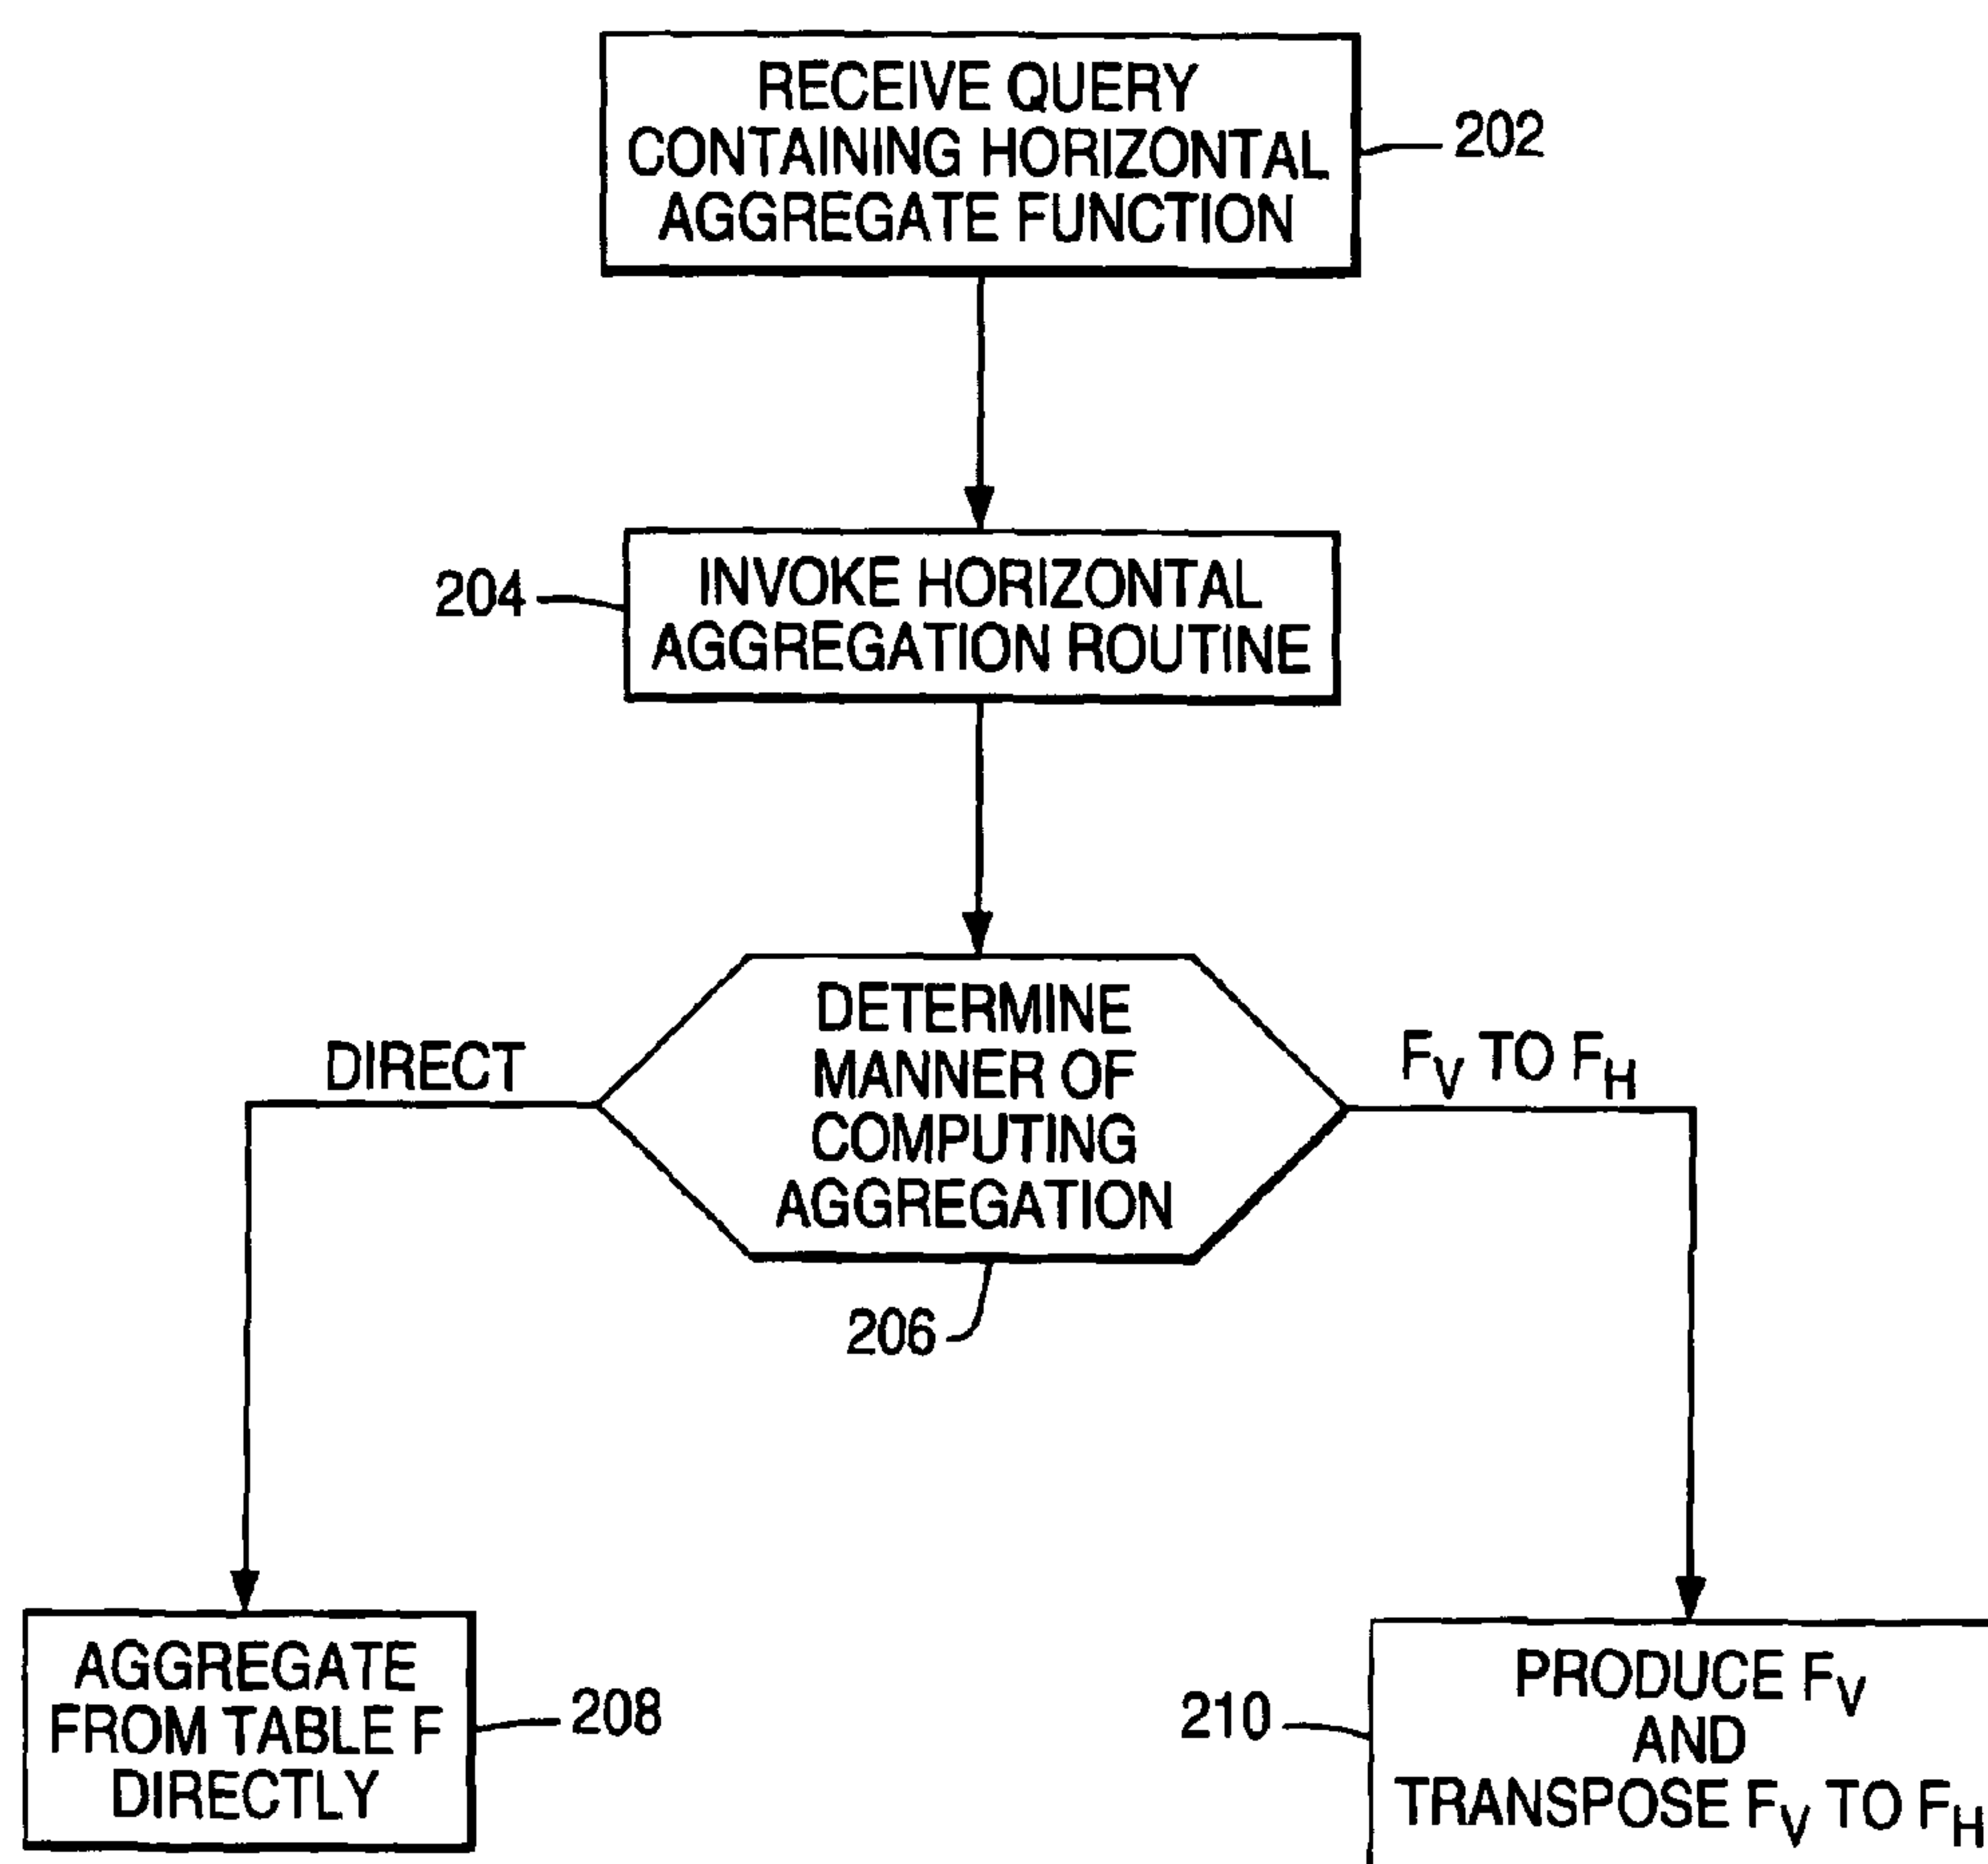 RECEIVE QUERY
CONTAINING HORIZONTAL
AGGREGATE FUNCTION
202
INVOKE HORIZONTAL
AGGREGATION ROUTINE
204
DETERMINE
MANNER OF
COMPUTING
AGGREGATION
206
DIRECT
FV TO FH
AGGREGATE
FROM TABLE F
DIRECTLY
208
210
PRODUCE FV
AND
TRANSPOSE FV TO FH